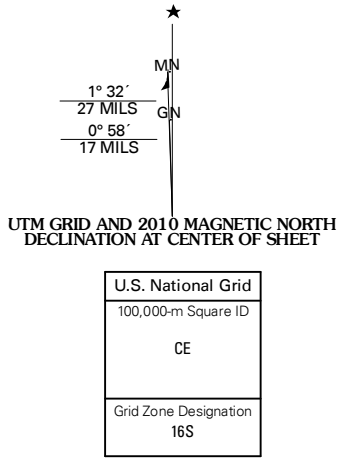 MN
1° 32´
27 MILS
GN
0° 58´
17 MILS
UTM GRID AND 2010 MAGNETIC NORTH
DECLINATION AT CENTER OF SHEET
U.S. National Grid
100,000-m Square ID
CE
Grid Zone Designation
16S